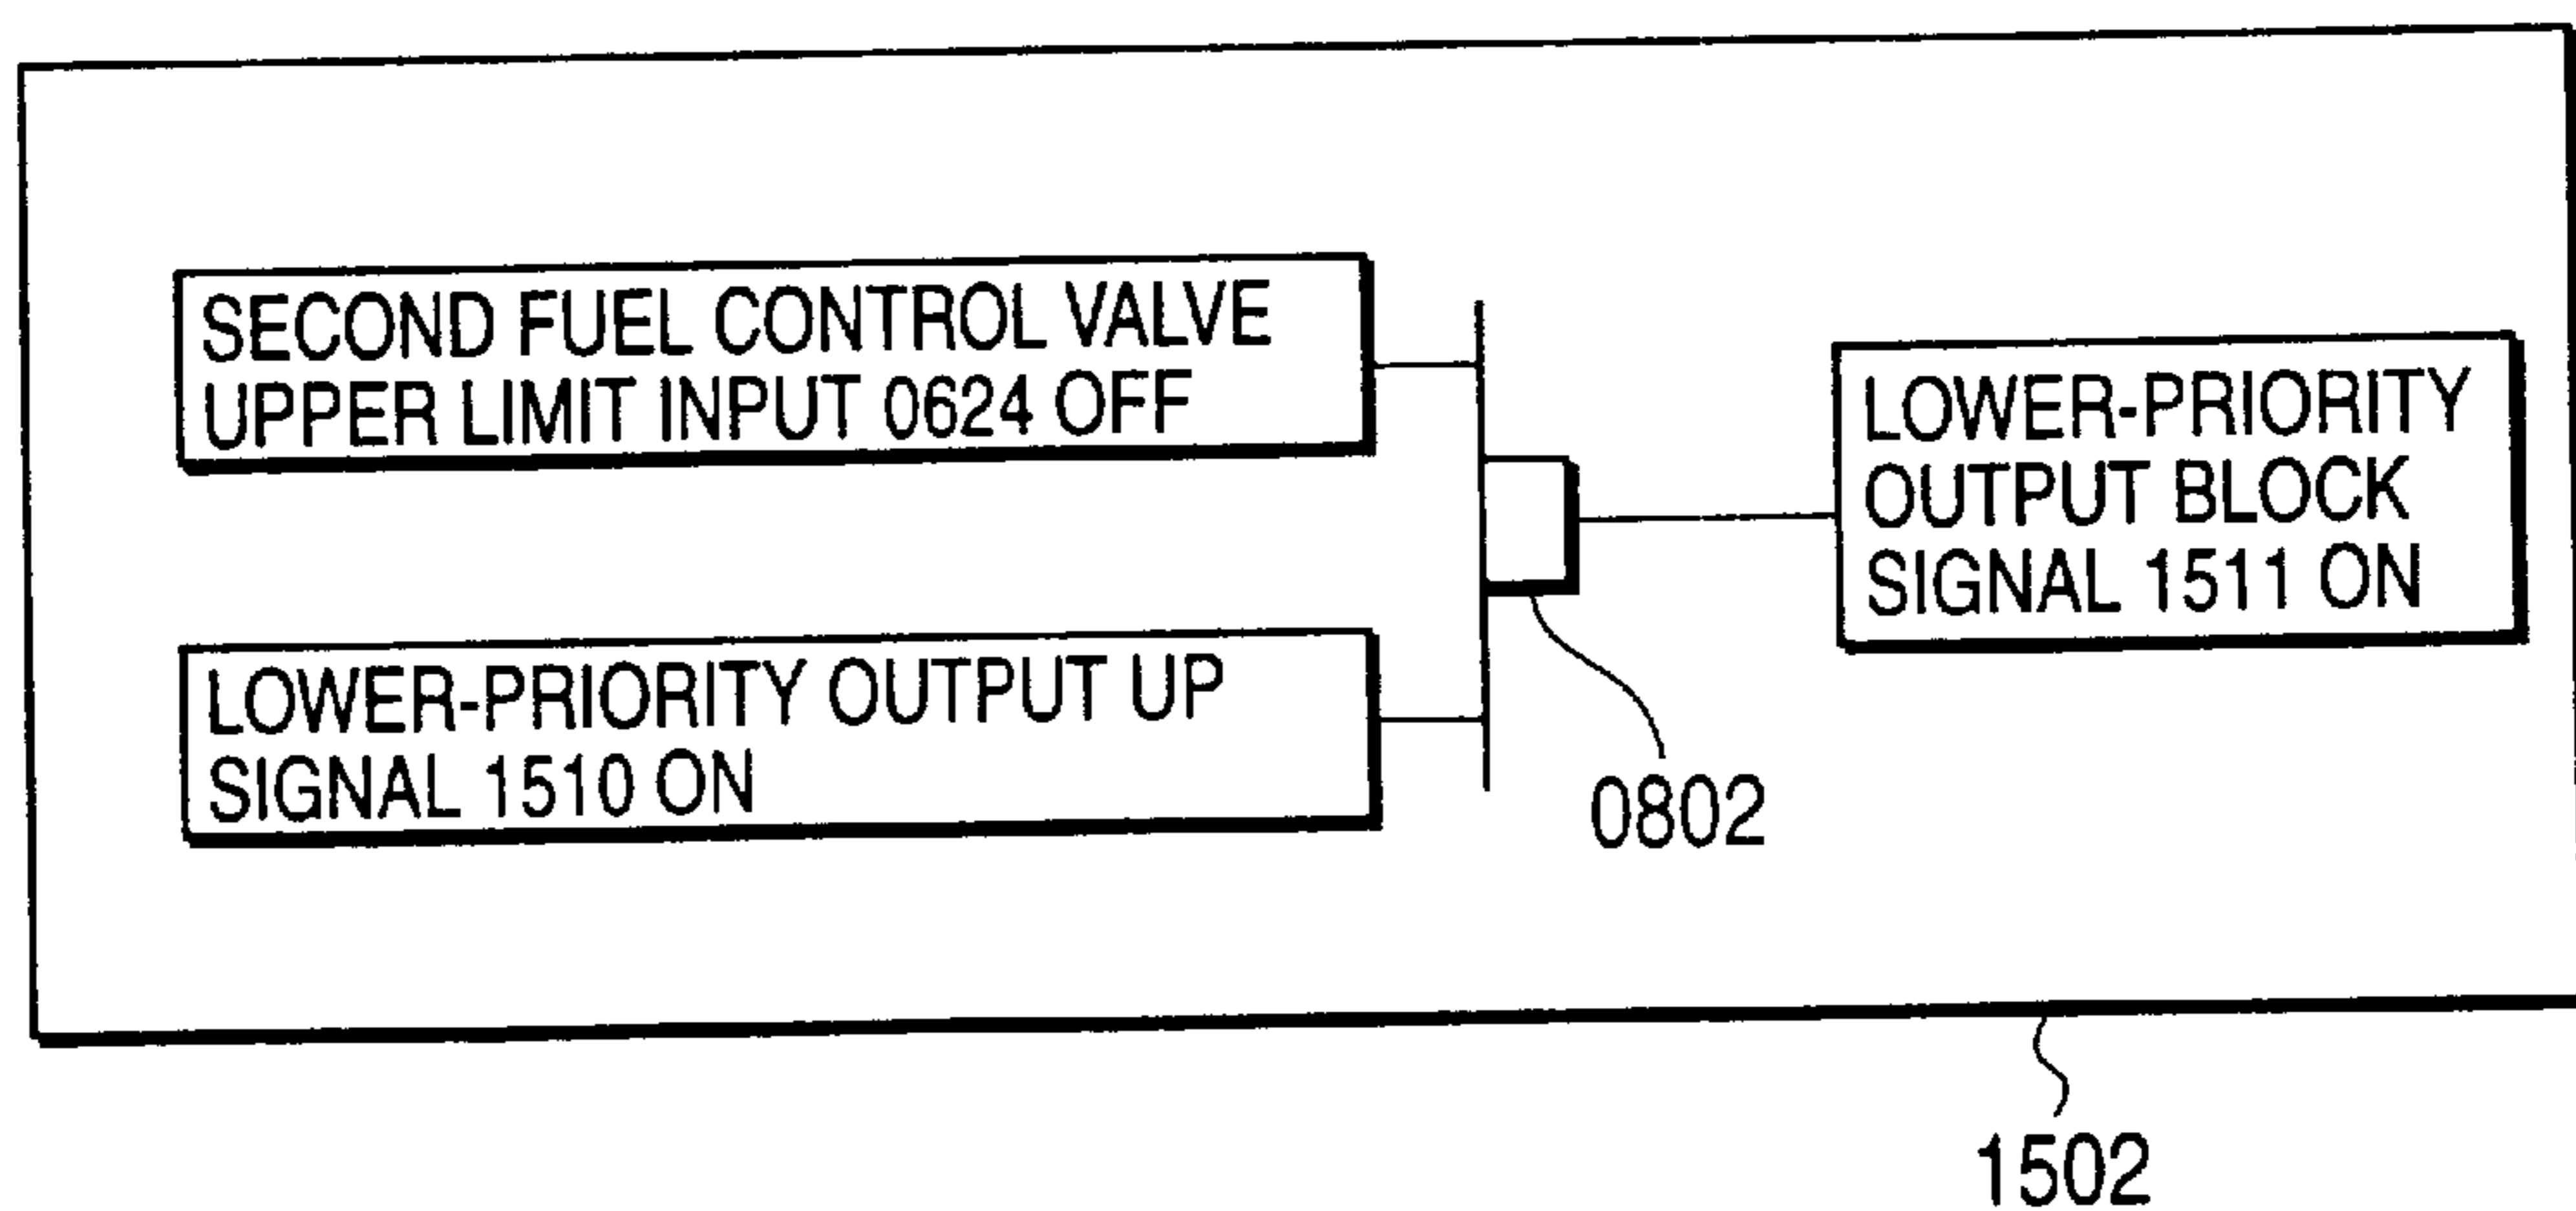 SECOND FUEL CONTROL VALVE
UPPER LIMIT INPUT 0624 OFF
LOWER-PRIORITY OUTPUT UP
SIGNAL 1510 ON
LOWER-PRIORITY
OUTPUT BLOCK
SIGNAL 1511 ON
0802
1502